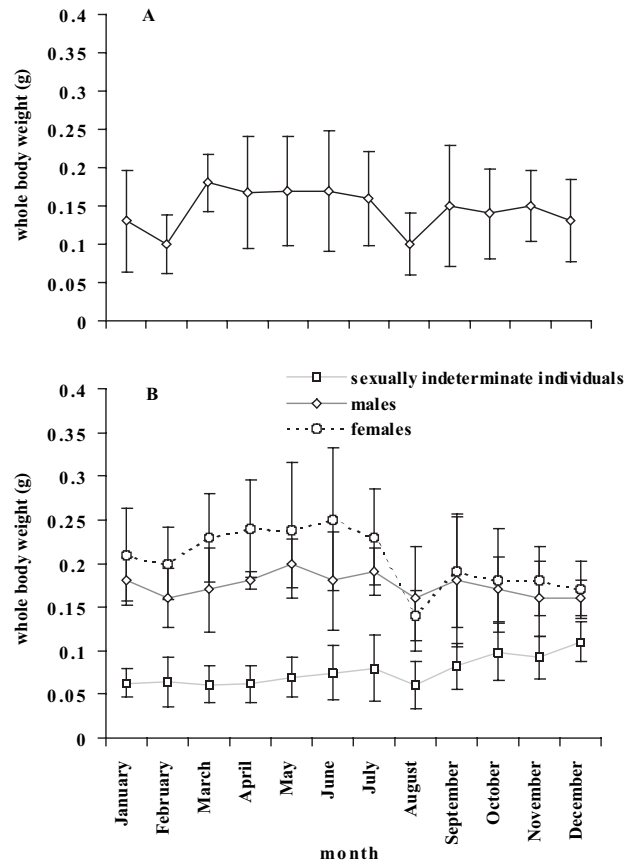 A
0.4
0.35
0.3
0.25
0.2
0.15
0.1
0.05
0
whole body weight (g)
B
sexually indeterminate individuals
males
females
0.4
0.35
0.3
0.25
0.2
0.15
0.1
0.05
0
whole body weight (g)
January
February
March
April
May
June
July
August
September
October
November
December
month